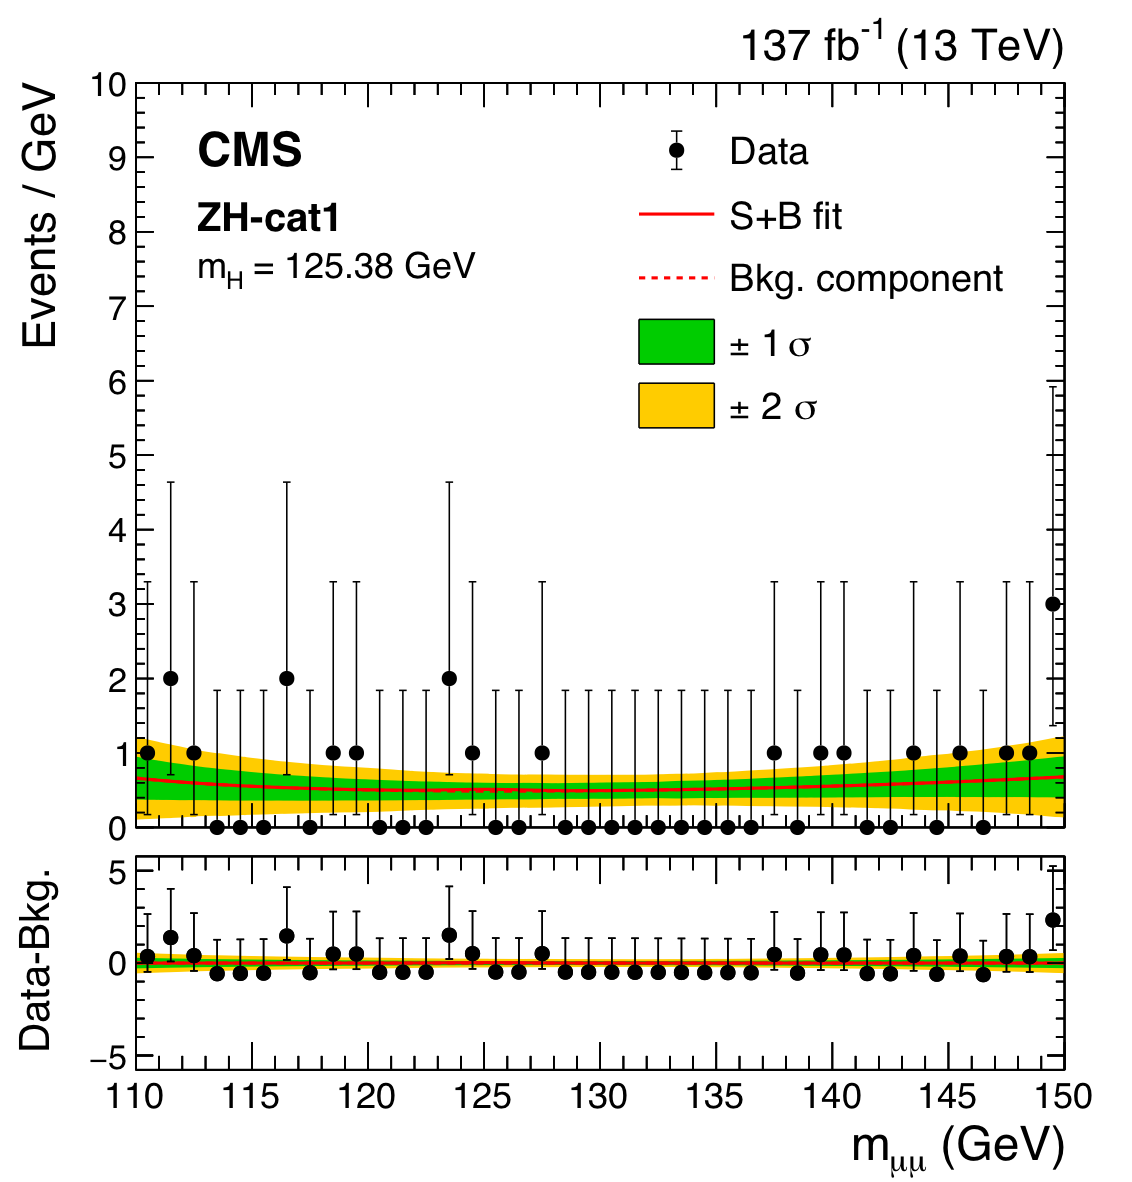 137 fb-1 (13 TeV)
Events / GeV
10
9
8
7
6
5
4
3
2
1
0
CMS
ZH-cat1
mH = 125.38 GeV
Data
S+B fit
Bkg. component
± 1 σ
± 2 σ
Data-Bkg.
5
0
−5
110 115 120 125 130 135 140 145 150
mμμ (GeV)